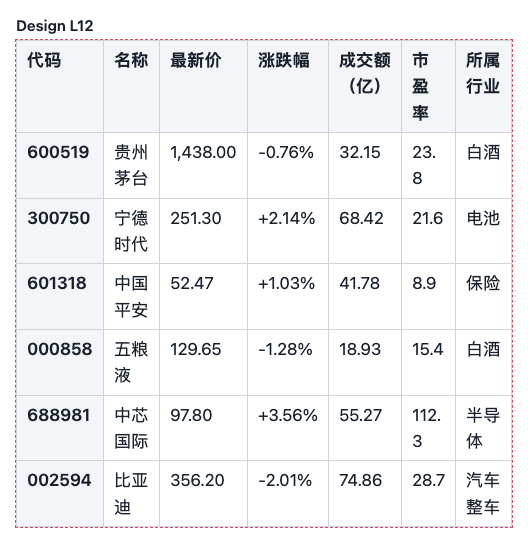 Design L12
代码 名称 最新价 涨跌幅 成交额（亿） 市盈率 所属行业
600519 贵州茅台 1,438.00 -0.76% 32.15 23.8 白酒
300750 宁德时代 251.30 +2.14% 68.42 21.6 电池
601318 中国平安 52.47 +1.03% 41.78 8.9 保险
000858 五粮液 129.65 -1.28% 18.93 15.4 白酒
688981 中芯国际 97.80 +3.56% 55.27 112.3 半导体
002594 比亚迪 356.20 -2.01% 74.86 28.7 汽车整车